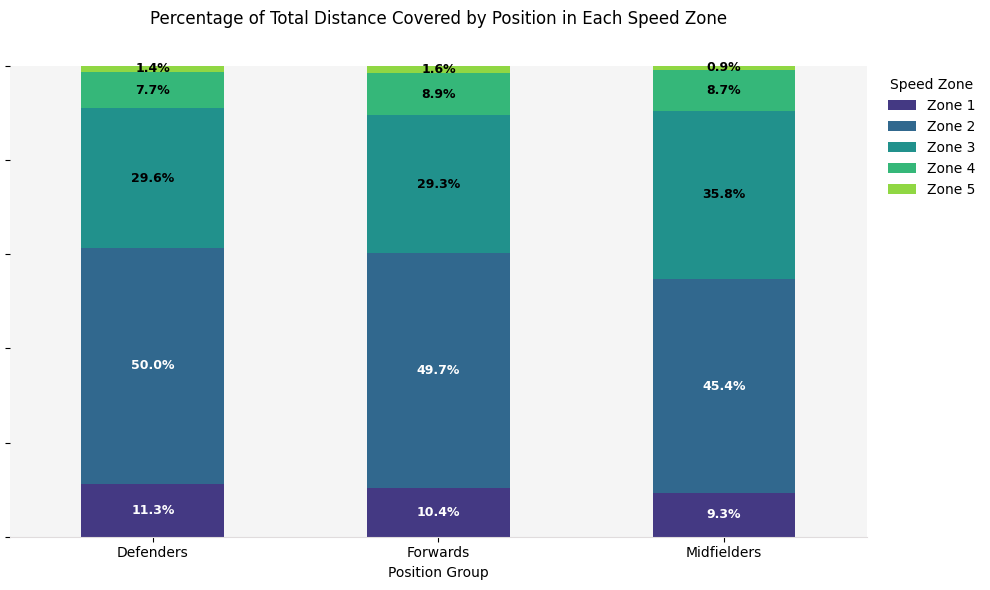 Percentage of Total Distance Covered by Position in Each Speed Zone
1.4%
7.7%
29.6%
50.0%
11.3%
1.6%
8.9%
29.3%
49.7%
10.4%
0.9%
8.7%
35.8%
45.4%
9.3%
Defenders
Forwards
Midfielders
Position Group
Speed Zone
Zone 1
Zone 2
Zone 3
Zone 4
Zone 5